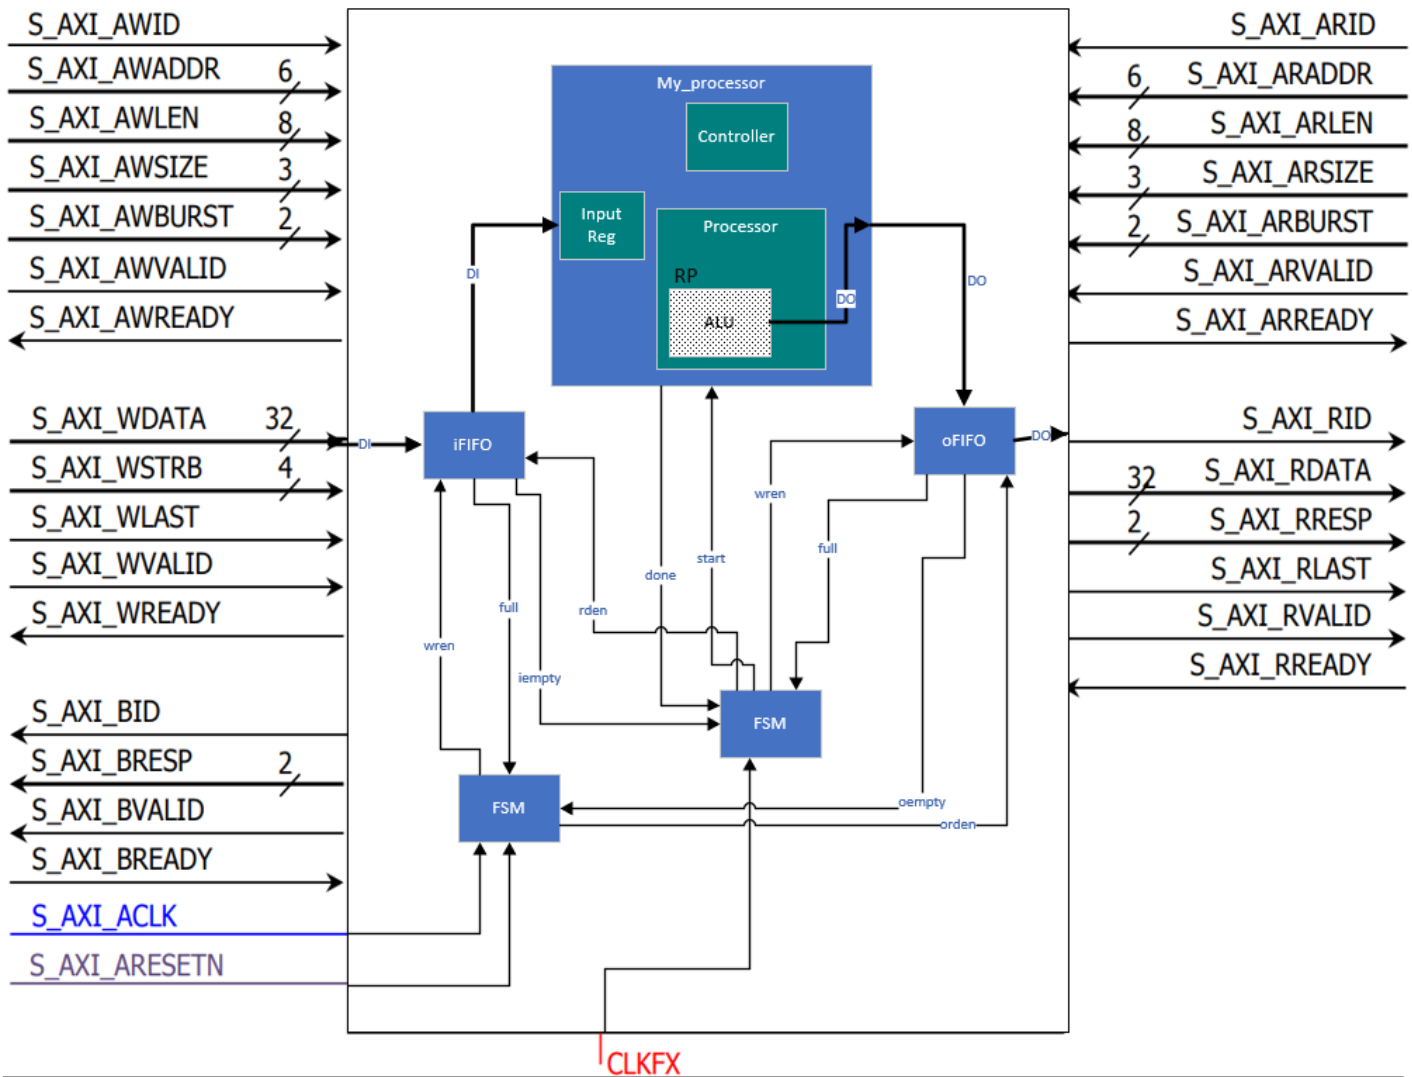 S_AXI_AWID
S_AXI_AWADDR 6
S_AXI_AWLEN 8
S_AXI_AWSIZE 3
S_AXI_AWBURST 2
S_AXI_AWVALID
S_AXI_AWREADY
S_AXI_WDATA 32
S_AXI_WSTRB 4
S_AXI_WLAST
S_AXI_WVALID
S_AXI_WREADY
S_AXI_BID
S_AXI_BRESP 2
S_AXI_BVALID
S_AXI_BREADY
S_AXI_ACLK
S_AXI_ARESETN
My_processor
Controller
Input
Reg
Processor
RP
ALU
DO
DI
DO
DI
iFIFO
oFIFO
DO
wren
full
start
done
rden
full
wren
iempty
FSM
FSM
oempty
orden
CLKFX
S_AXI_ARID
6 S_AXI_ARADDR
8 S_AXI_ARLEN
3 S_AXI_ARSIZE
2 S_AXI_ARBURST
S_AXI_ARVALID
S_AXI_ARREADY
S_AXI_RID
32 S_AXI_RDATA
2 S_AXI_RRESP
S_AXI_RLAST
S_AXI_RVALID
S_AXI_RREADY